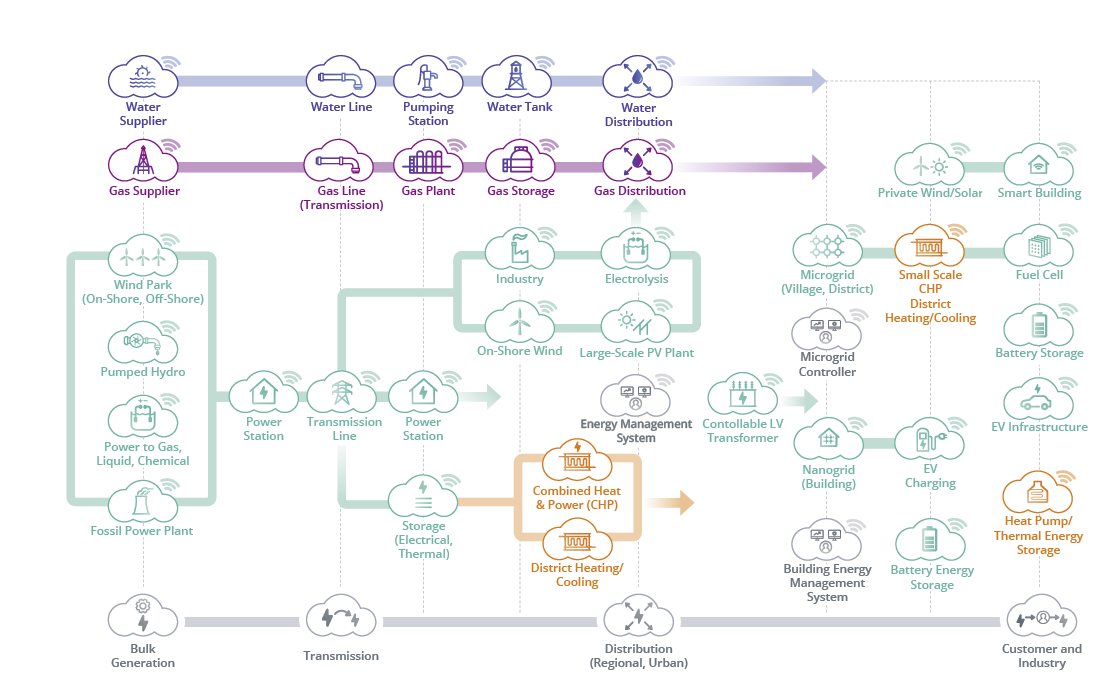 Water
Supplier
Water Line
Pumping
Station
Water Tank
Water
Distribution
Gas Supplier
Gas Line
(Transmission)
Gas Plant
Gas Storage
Gas Distribution
Private Wind/Solar
Smart Building
Wind Park
(On-Shore, Off-Shore)
Industry
Electrolysis
Microgrid
(Village, District)
Small Scale
CHP
District
Heating/Cooling
Fuel Cell
Pumped Hydro
On-Shore Wind
Large-Scale PV Plant
Microgrid
Controller
Battery Storage
Power to Gas,
Liquid, Chemical
Power
Station
Transmission
Line
Power
Station
Energy Management
System
Contollable LV
Transformer
EV Infrastructure
Nanogrid
(Building)
EV
Charging
Fossil Power Plant
Storage
(Electrical,
Thermal)
Combined Heat
& Power (CHP)
District Heating/
Cooling
Building Energy
Management
System
Battery Energy
Storage
Heat Pump/
Thermal Energy
Storage
Bulk
Generation
Transmission
Distribution
(Regional, Urban)
Customer and
Industry